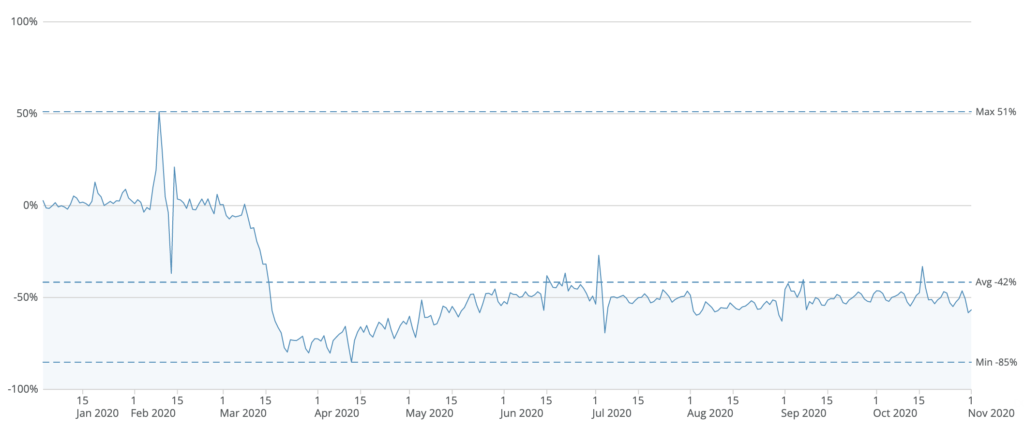 100%
50%
Max 51%
0%
Avg -42%
-50%
Min -85%
-100%
15 1 15 1 15 1 15 1 15 1 15 1 15 1 15 1 15 1 15 1
Jan 2020 Feb 2020 Mar 2020 Apr 2020 May 2020 Jun 2020 Jul 2020 Aug 2020 Sep 2020 Oct 2020 Nov 2020